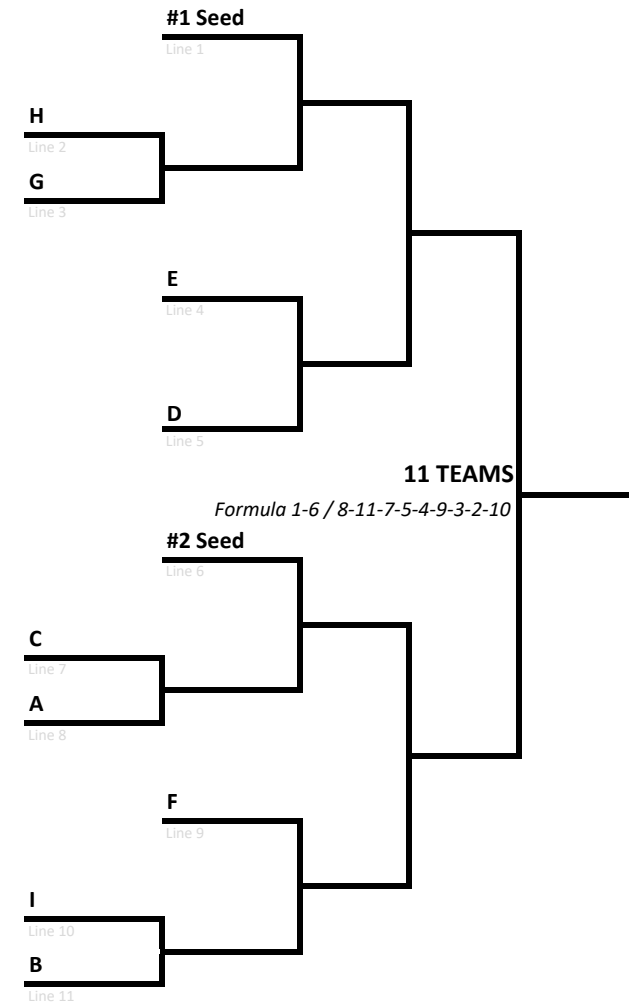 #1 Seed
Line 1
H
Line 2
G
Line 3
E
Line 4
D
Line 5
11 TEAMS
Formula 1-6 / 8-11-7-5-4-9-3-2-10
#2 Seed
Line 6
C
Line 7
A
Line 8
F
Line 9
I
Line 10
B
Line 11